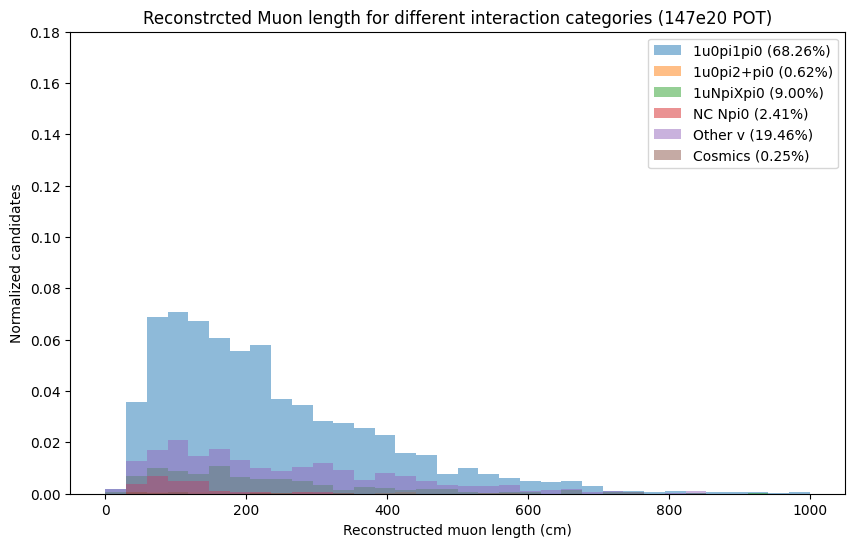 Reconstrcted Muon length for different interaction categories (147e20 POT)
0.18
0.16
0.14
0.12
0.10
0.08
0.06
0.04
0.02
0.00
Normalized candidates
1u0pi1pi0 (68.26%)
1u0pi2+pi0 (0.62%)
1uNpiXpi0 (9.00%)
NC Npi0 (2.41%)
Other v (19.46%)
Cosmics (0.25%)
0 200 400 600 800 1000
Reconstructed muon length (cm)